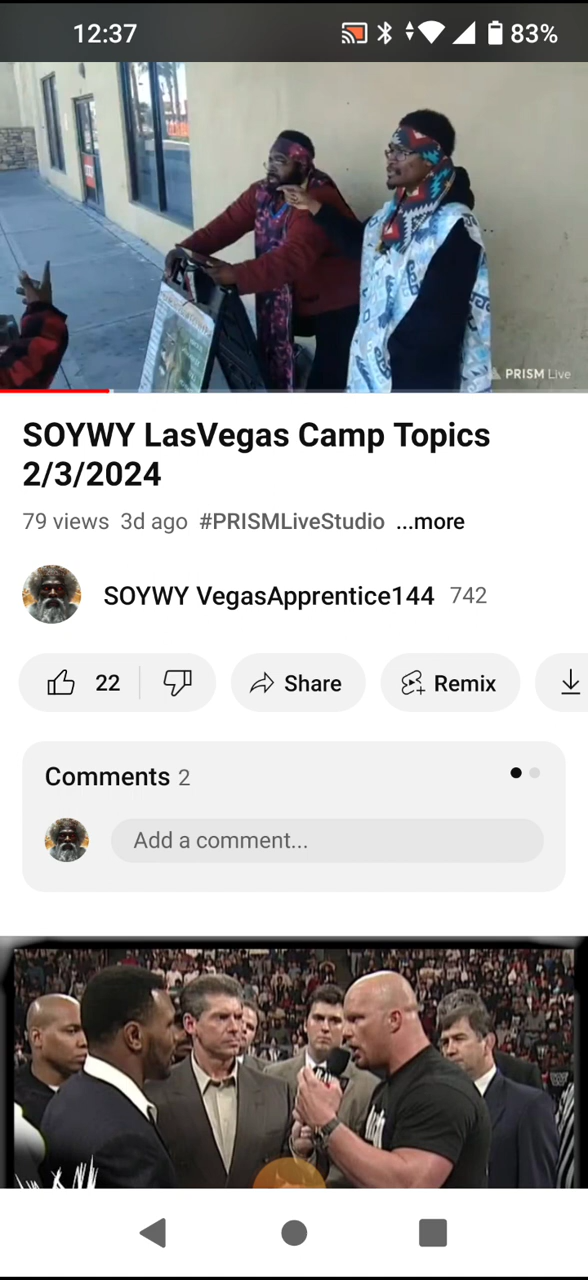 12:37
83%
PRISM Live
SOYWY LasVegas Camp Topics
2/3/2024
79 views 3d ago #PRISMLiveStudio ...more
SOYWY VegasApprentice144 742
22
Share
Remix
Comments 2
Add a comment...